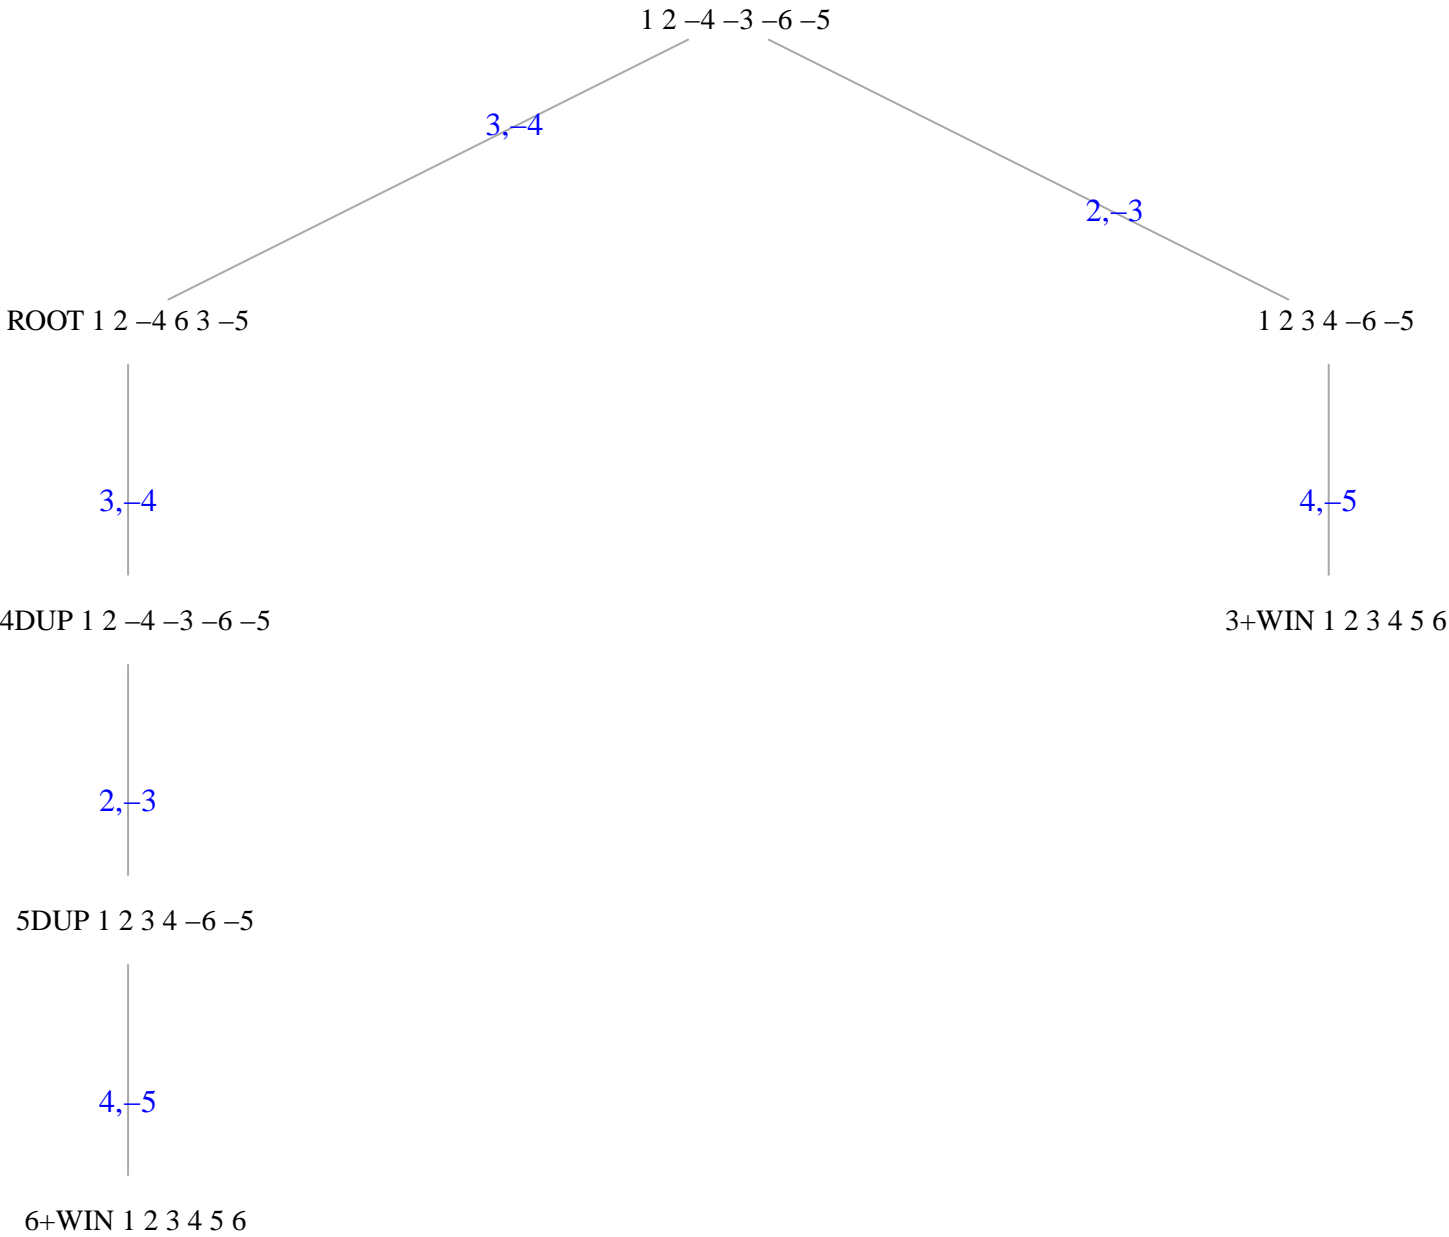 1 2 –4 –3 –6 –5
3,–4
2,–3
ROOT 1 2 –4 6 3 –5
1 2 3 4 –6 –5
3,–4
4,–5
4DUP 1 2 –4 –3 –6 –5
3+WIN 1 2 3 4 5 6
2,–3
5DUP 1 2 3 4 –6 –5
4,–5
6+WIN 1 2 3 4 5 6